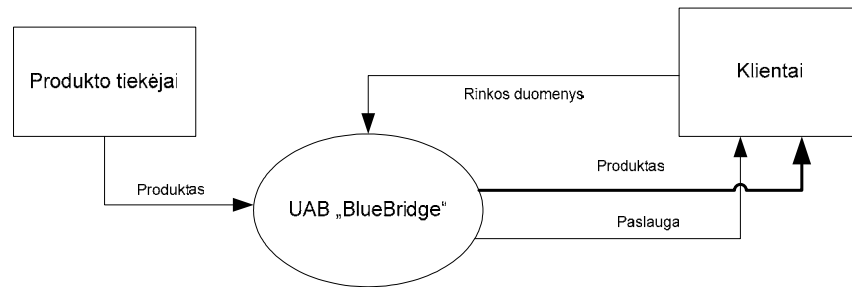 Produkto tiekėjai
Klientai
Rinkos duomenys
Produktas
Produktas
UAB „BlueBridge“
Paslauga